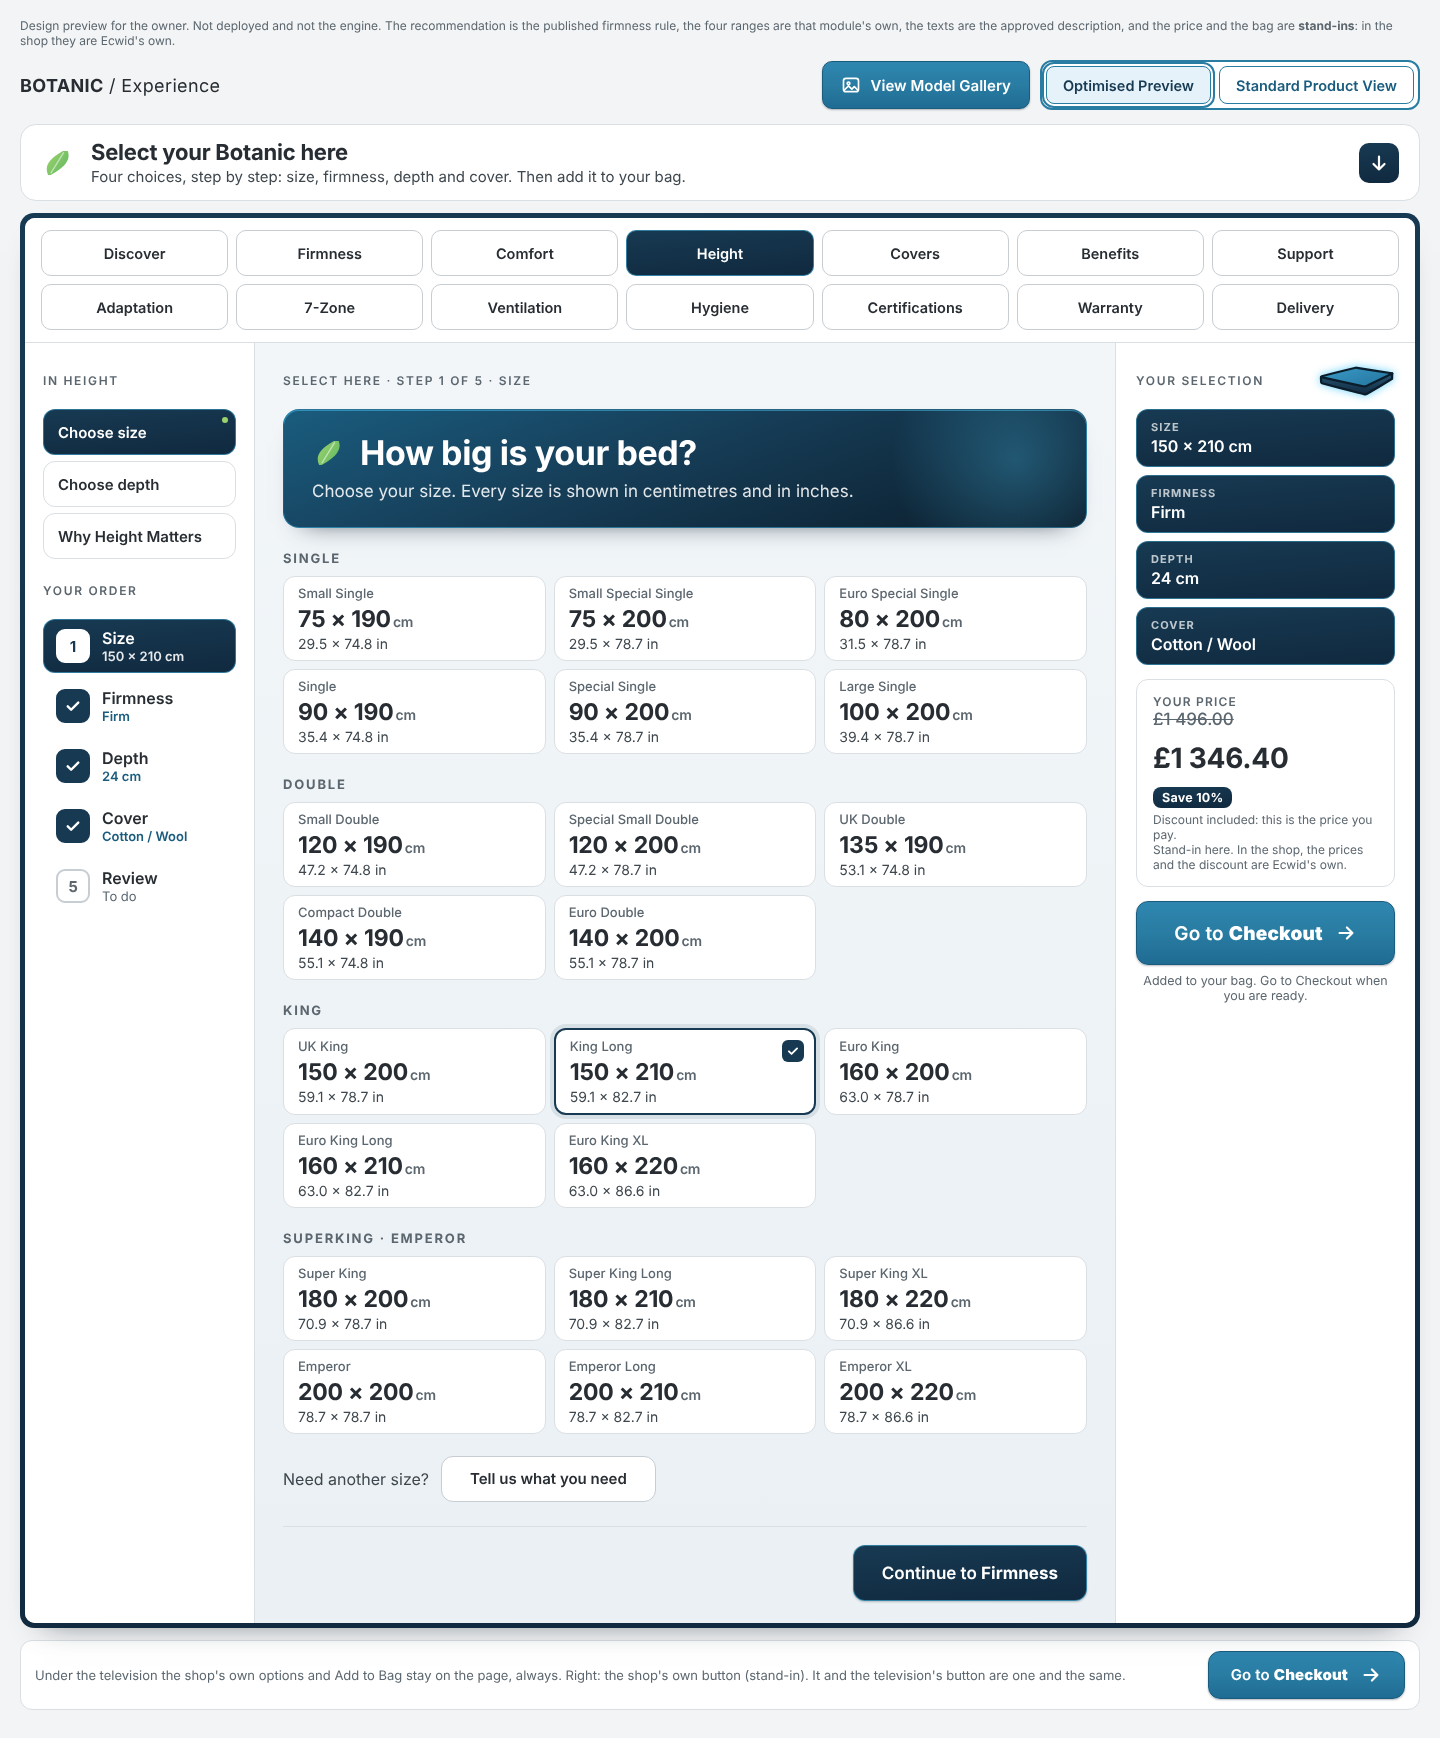 Design preview for the owner. Not deployed and not the engine. The recommendation is the published firmness rule, the four ranges are that module's own, the texts are the approved description, and the price and the bag are stand-ins: in the
shop they are Ecwid's own.
BOTANIC / Experience
View Model Gallery
Optimised Preview
Standard Product View
Select your Botanic here
Four choices, step by step: size, firmness, depth and cover. Then add it to your bag.
Discover
Firmness
Comfort
Height
Covers
Benefits
Support
Adaptation
7-Zone
Ventilation
Hygiene
Certifications
Warranty
Delivery
IN HEIGHT
Choose size
Choose depth
Why Height Matters
YOUR ORDER
1
Size
150 × 210 cm
Firmness
Firm
Depth
24 cm
Cover
Cotton / Wool
5
Review
To do
SELECT HERE · STEP 1 OF 5 · SIZE
How big is your bed?
Choose your size. Every size is shown in centimetres and in inches.
SINGLE
Small Single
75 × 190 cm
29.5 × 74.8 in
Small Special Single
75 × 200 cm
29.5 × 78.7 in
Euro Special Single
80 × 200 cm
31.5 × 78.7 in
Single
90 × 190 cm
35.4 × 74.8 in
Special Single
90 × 200 cm
35.4 × 78.7 in
Large Single
100 × 200 cm
39.4 × 78.7 in
DOUBLE
Small Double
120 × 190 cm
47.2 × 74.8 in
Special Small Double
120 × 200 cm
47.2 × 78.7 in
UK Double
135 × 190 cm
53.1 × 74.8 in
Compact Double
140 × 190 cm
55.1 × 74.8 in
Euro Double
140 × 200 cm
55.1 × 78.7 in
KING
UK King
150 × 200 cm
59.1 × 78.7 in
King Long
150 × 210 cm
59.1 × 82.7 in
Euro King
160 × 200 cm
63.0 × 78.7 in
Euro King Long
160 × 210 cm
63.0 × 82.7 in
Euro King XL
160 × 220 cm
63.0 × 86.6 in
SUPERKING · EMPEROR
Super King
180 × 200 cm
70.9 × 78.7 in
Super King Long
180 × 210 cm
70.9 × 82.7 in
Super King XL
180 × 220 cm
70.9 × 86.6 in
Emperor
200 × 200 cm
78.7 × 78.7 in
Emperor Long
200 × 210 cm
78.7 × 82.7 in
Emperor XL
200 × 220 cm
78.7 × 86.6 in
Need another size?
Tell us what you need
Continue to Firmness
YOUR SELECTION
SIZE
150 × 210 cm
FIRMNESS
Firm
DEPTH
24 cm
COVER
Cotton / Wool
YOUR PRICE
£1 496.00
£1 346.40
Save 10%
Discount included: this is the price you
pay.
Stand-in here. In the shop, the prices
and the discount are Ecwid's own.
Go to Checkout
Added to your bag. Go to Checkout when
you are ready.
Under the television the shop's own options and Add to Bag stay on the page, always. Right: the shop's own button (stand-in). It and the television's button are one and the same.
Go to Checkout